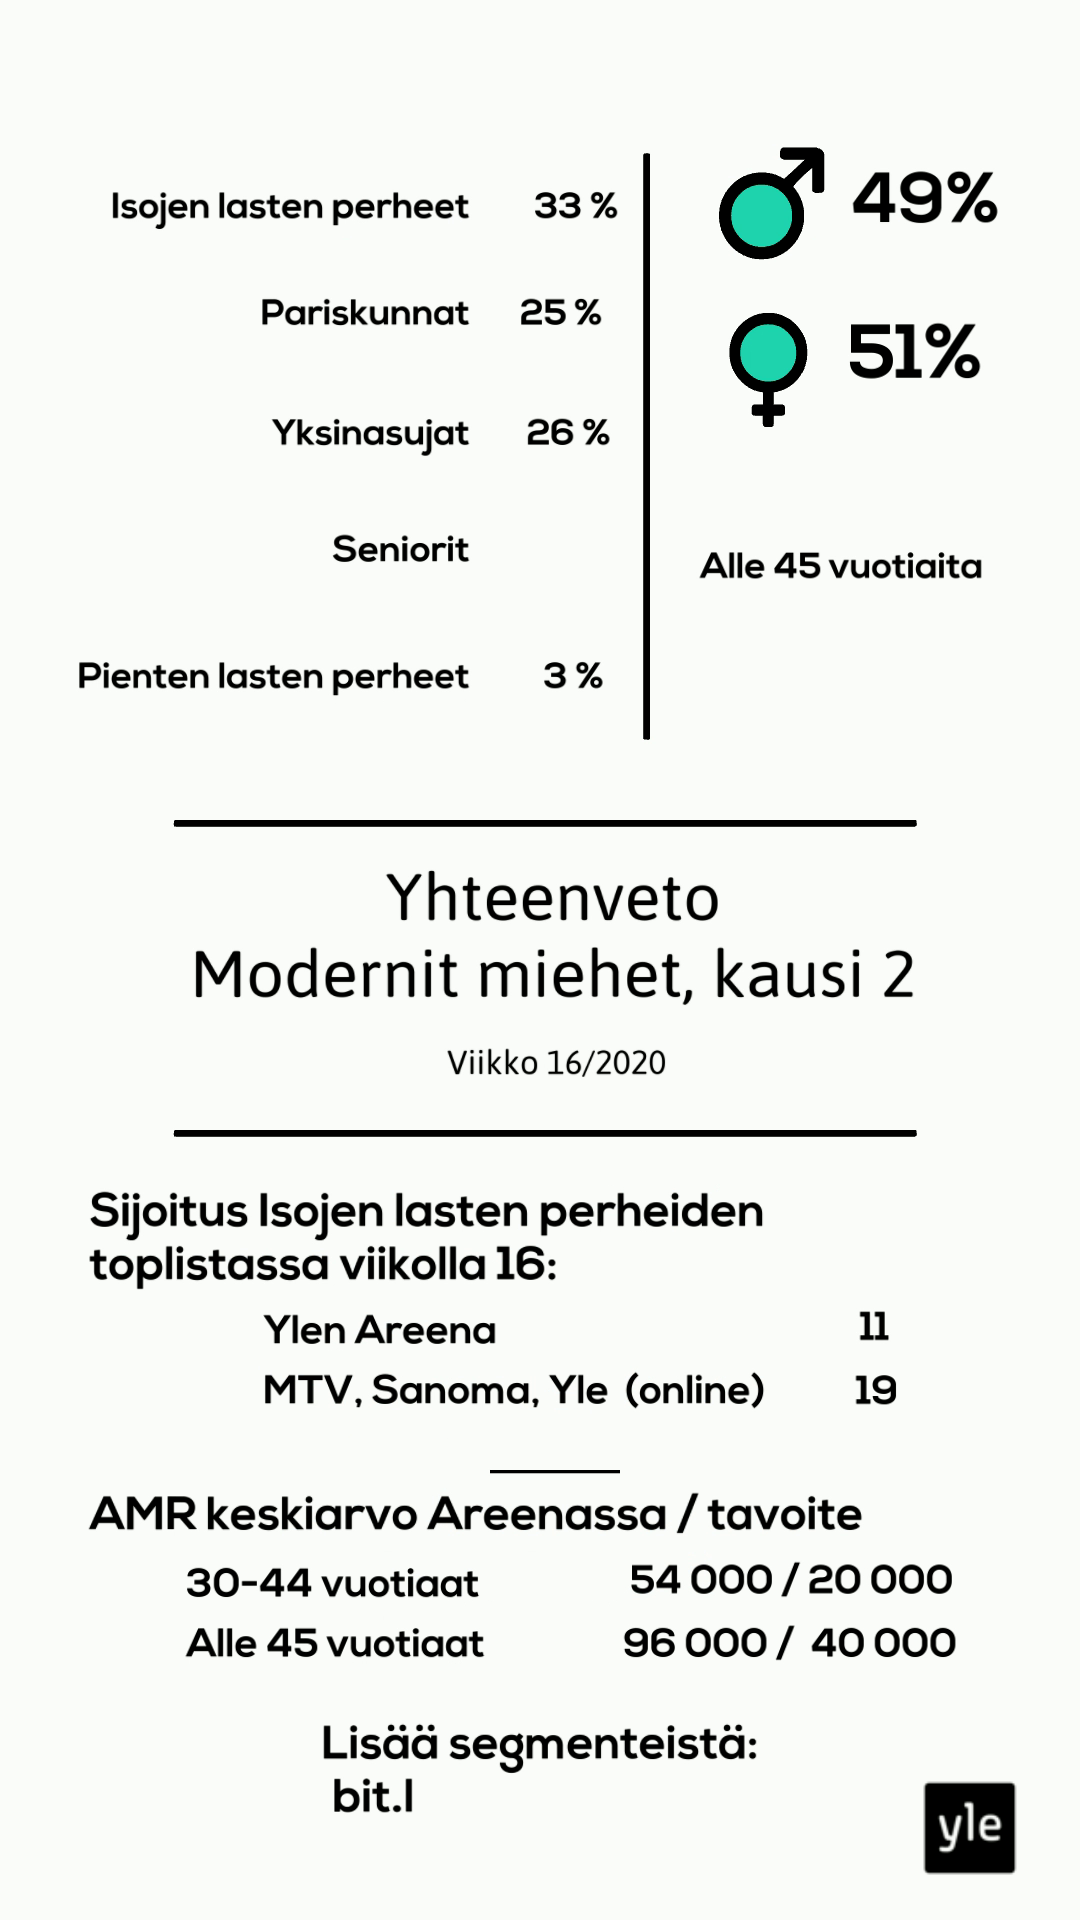 Isojen lasten perheet 33 %
Pariskunnat 25 %
Yksinasujat 26 %
Seniorit
Pienten lasten perheet 3 %
49%
51%
Alle 45 vuotiaita
Yhteenveto
Modernit miehet, kausi 2
Viikko 16/2020
Sijoitus Isojen lasten perheiden
toplistassa viikolla 16:
Ylen Areena 11
MTV, Sanoma, Yle (online) 19
AMR keskiarvo Areenassa / tavoite
30-44 vuotiaat 54 000 / 20 000
Alle 45 vuotiaat 96 000 / 40 000
Lisää segmenteistä:
bit.l
yle